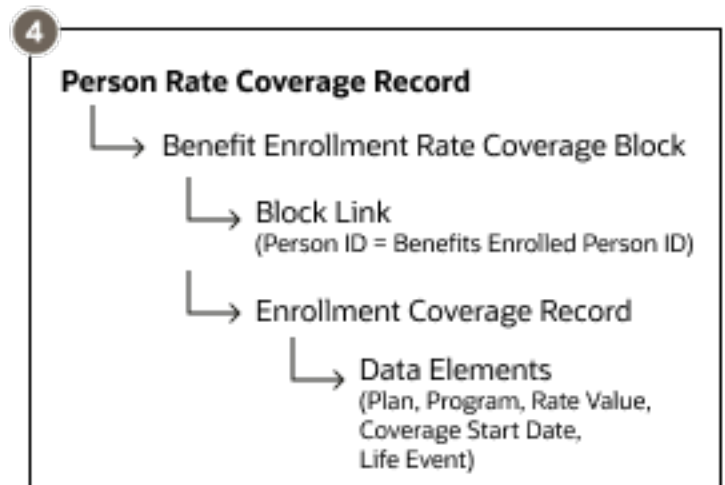 4
Person Rate Coverage Record
Benefit Enrollment Rate Coverage Block
Block Link
(Person ID = Benefits Enrolled Person ID)
Enrollment Coverage Record
Data Elements
(Plan, Program, Rate Value,
Coverage Start Date,
Life Event)